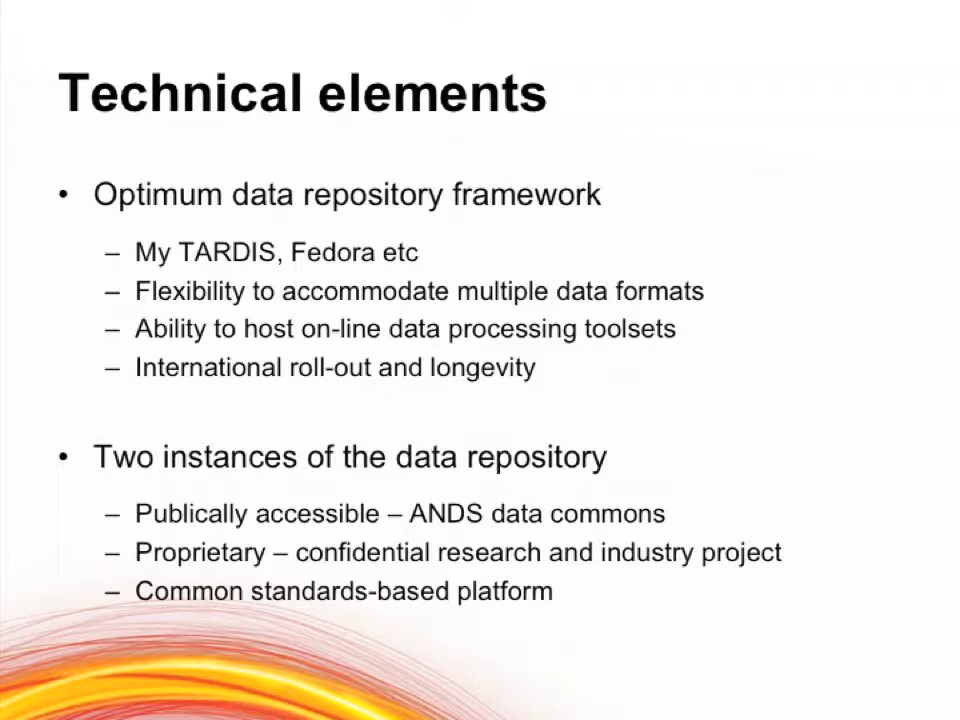 Technical elements
• Optimum data repository framework
– My TARDIS, Fedora etc
– Flexibility to accommodate multiple data formats
– Ability to host on-line data processing toolsets
– International roll-out and longevity
• Two instances of the data repository
– Publically accessible – ANDS data commons
– Proprietary – confidential research and industry project
– Common standards-based platform